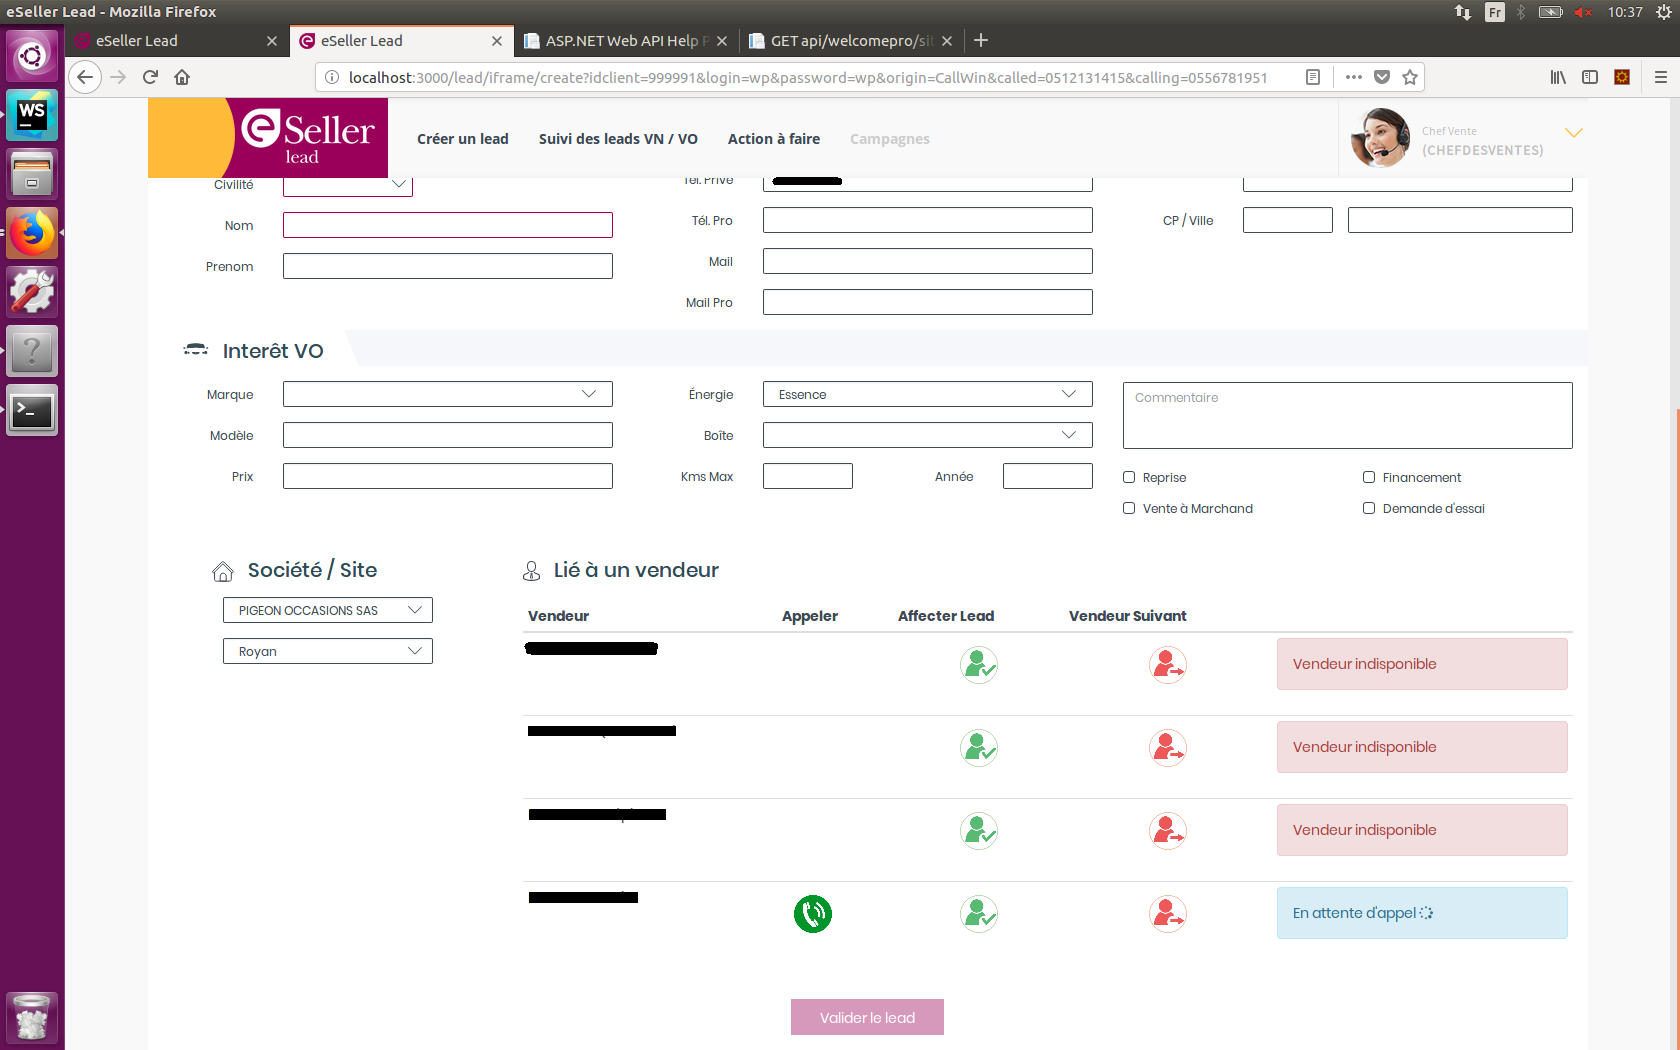 eSeller Lead - Mozilla Firefox
Fr
10:37
eSeller Lead
eSeller Lead
ASP.NET Web API Help P
GET api/welcomepro/sit
localhost:3000/lead/iframe/create?idclient=999991&login=wp&password=wp&origin=CallWin&called=0512131415&calling=0556781951
WS
eSeller
lead
Créer un lead
Suivi des leads VN / VO
Action à faire
Campagnes
Chef Vente
(CHEFDESVENTES)
Civilité
Tél. Privé
Nom
Tél. Pro
CP / Ville
Prenom
Mail
Mail Pro
Interêt VO
Marque
Énergie
Essence
Commentaire
Modèle
Boîte
Prix
Kms Max
Année
Reprise
Financement
Vente à Marchand
Demande d'essai
Société / Site
PIGEON OCCASIONS SAS
Royan
Lié à un vendeur
Vendeur
Appeler
Affecter Lead
Vendeur Suivant
Vendeur indisponible
Vendeur indisponible
Vendeur indisponible
En attente d'appel
Valider le lead